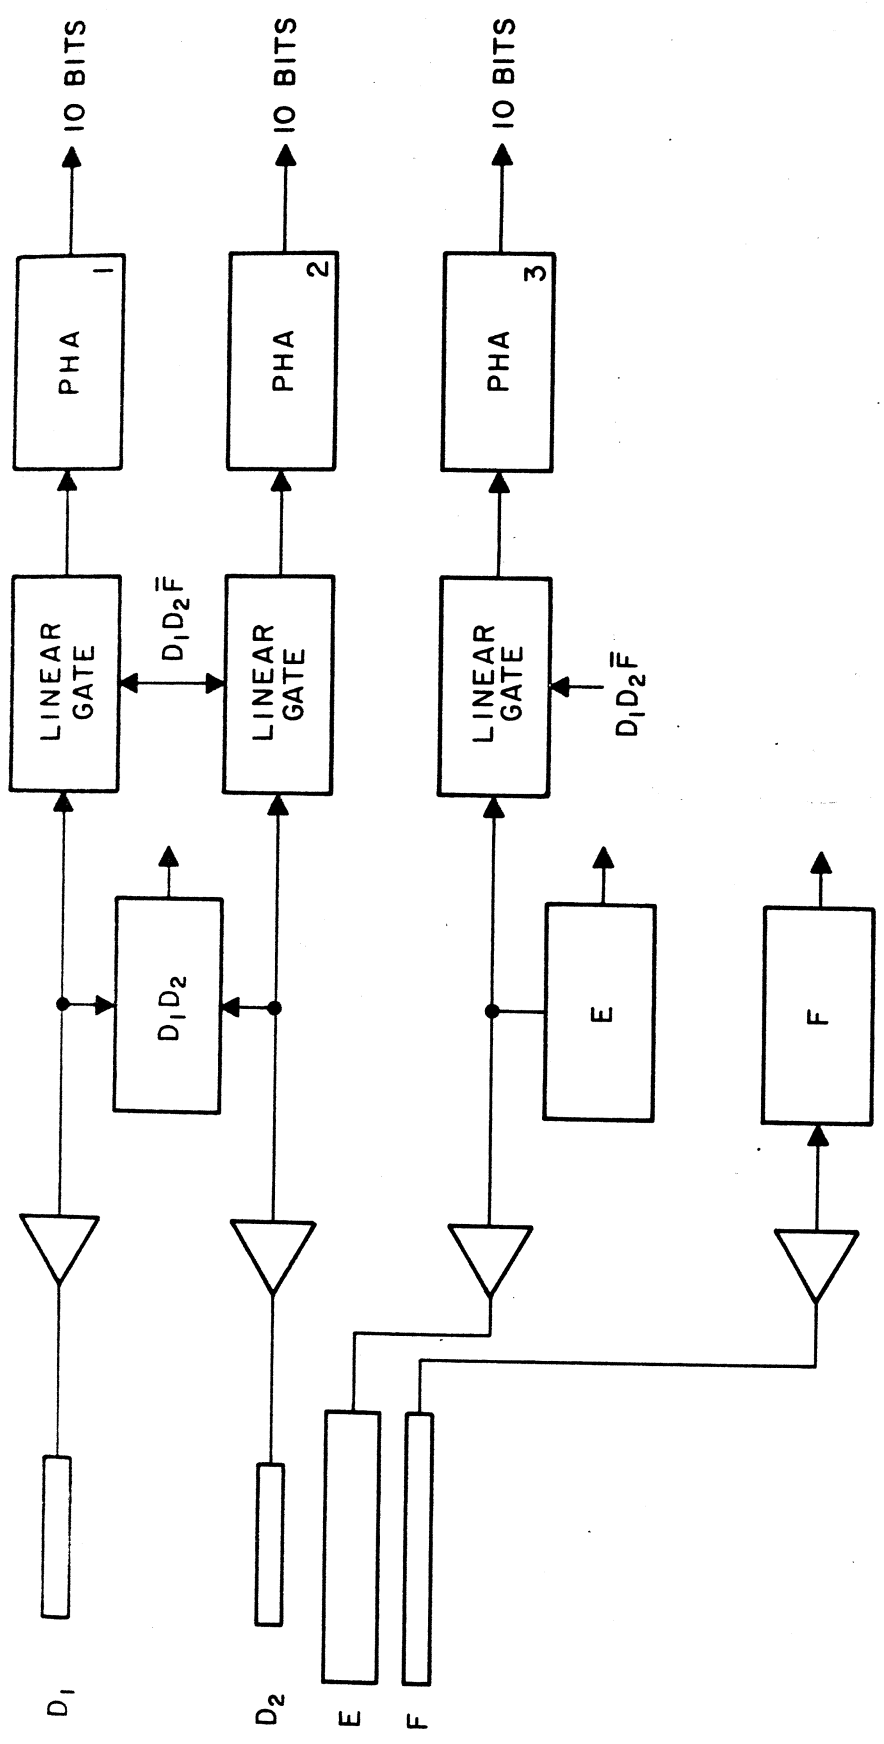 D₁
D₁D₂
LINEAR
GATE
PHA
1
10 BITS
D₁D₂F̅
D₂
LINEAR
GATE
PHA
2
10 BITS
E
E
LINEAR
GATE
D₁D₂F̅
PHA
3
10 BITS
F
F